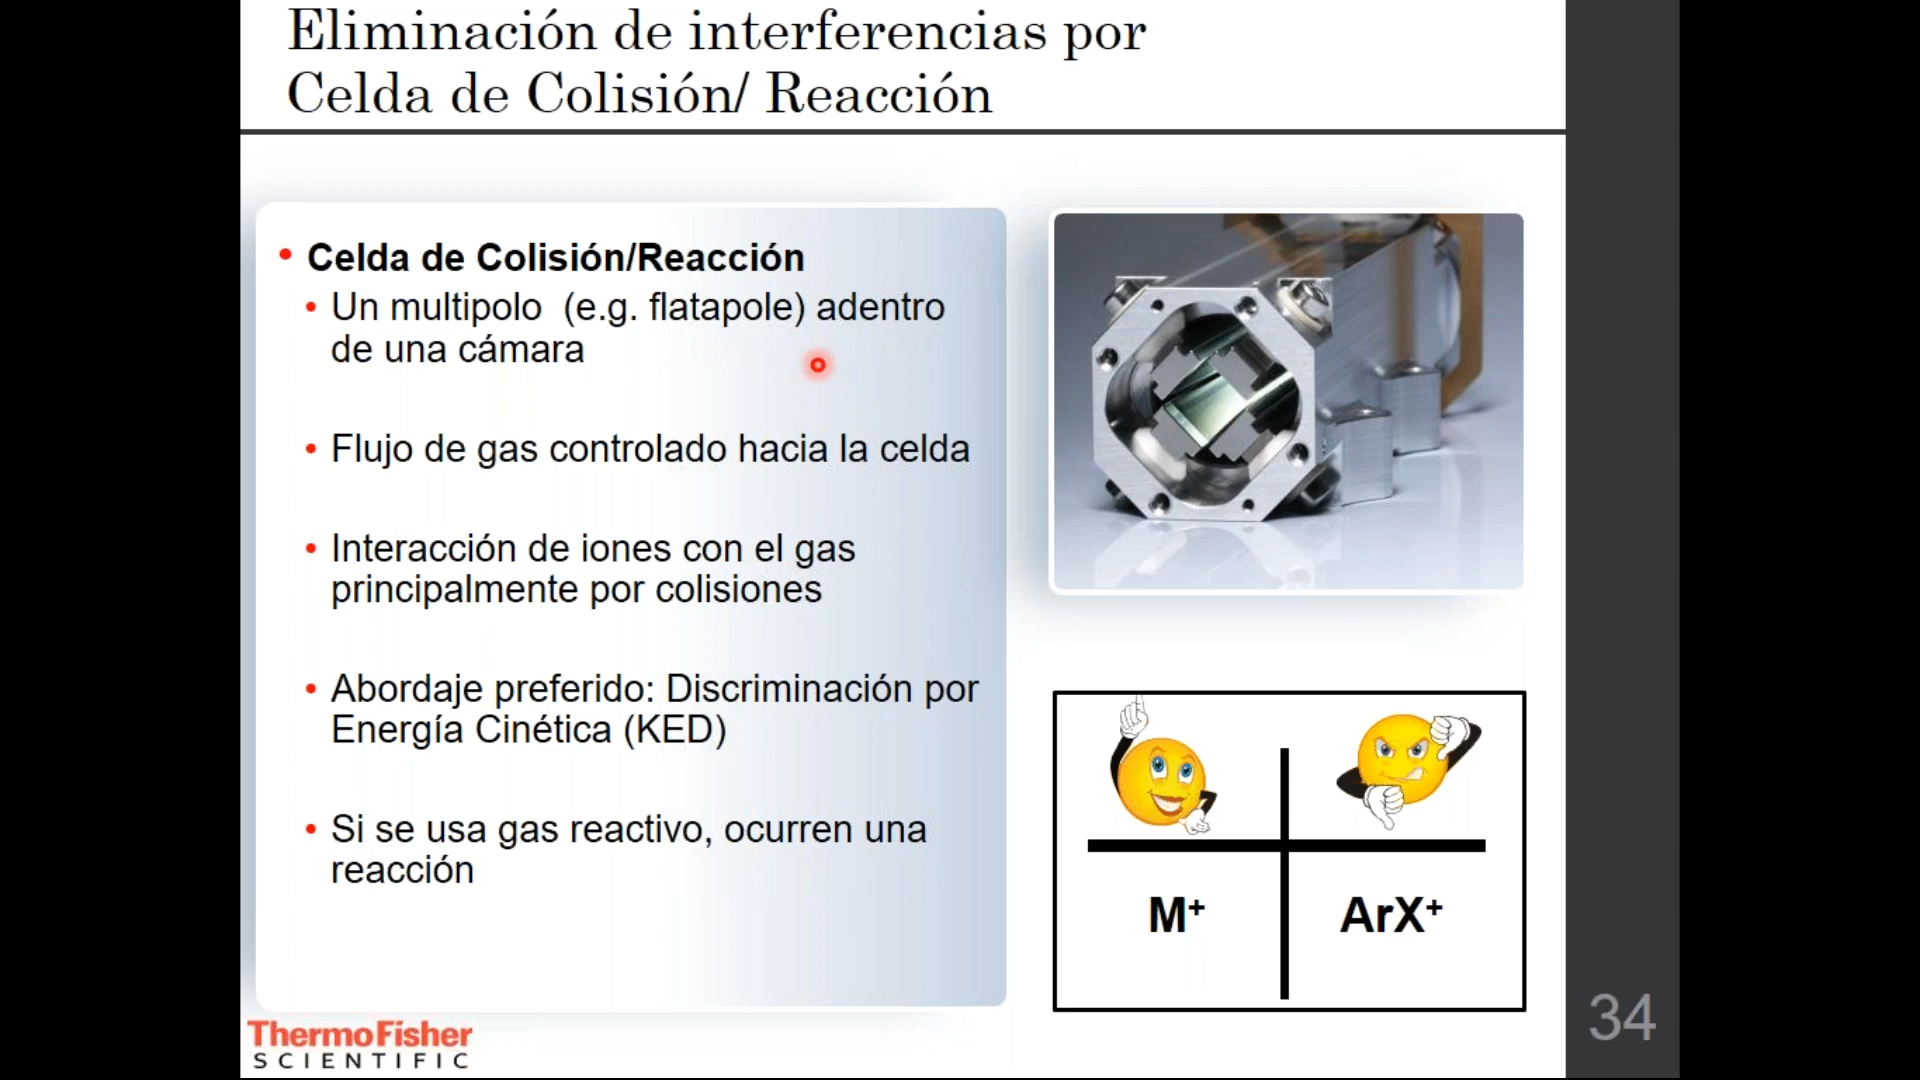 Eliminación de interferencias por
Celda de Colisión/ Reacción
Celda de Colisión/Reacción
Un multipolo (e.g. flatapole) adentro
de una cámara
Flujo de gas controlado hacia la celda
Interacción de iones con el gas
principalmente por colisiones
Abordaje preferido: Discriminación por
Energía Cinética (KED)
Si se usa gas reactivo, ocurren una
reacción
M⁺
ArX⁺
ThermoFisher
SCIENTIFIC
34